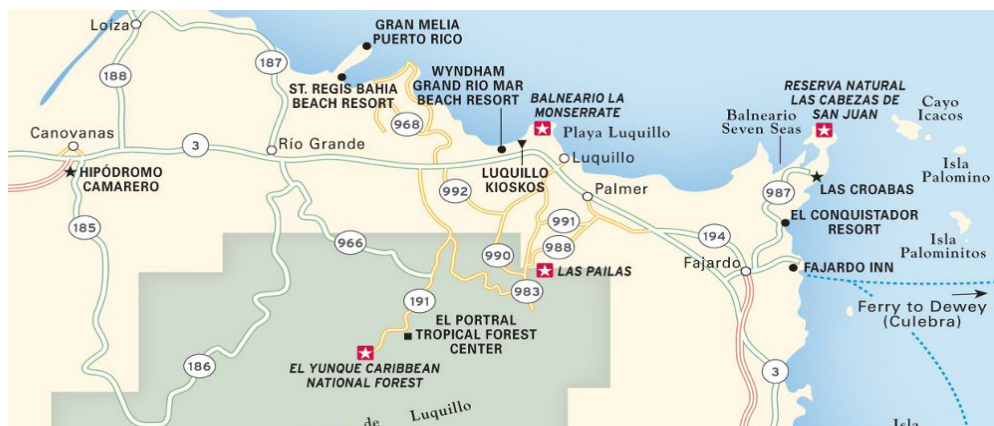 Loíza
188
187
GRAN MELIA
PUERTO RICO
ST. REGIS BAHIA
BEACH RESORT
WYNDHAM
GRAND RIO MAR
BEACH RESORT
BALNEARIO LA
MONSERRATE
Playa Luquillo
RESERVA NATURAL
LAS CABEZAS DE
SAN JUAN
Cayo
Icacos
Balneario
Seven Seas
Isla
Palomino
Canovanas
3
Río Grande
968
HIPÓDROMO
CAMARERO
LUQUILLO
KIOSKOS
Luquillo
Palmer
992
987
LAS CROABAS
EL CONQUISTADOR
RESORT
185
966
991
988
990
194
Isla
Palominitos
Fajardo
FAJARDO INN
LAS PAILAS
983
191
Ferry to Dewey
(Culebra)
EL PORTRAL
TROPICAL FOREST
CENTER
186
EL YUNQUE CARIBBEAN
NATIONAL FOREST
3
de Luquillo
Isla